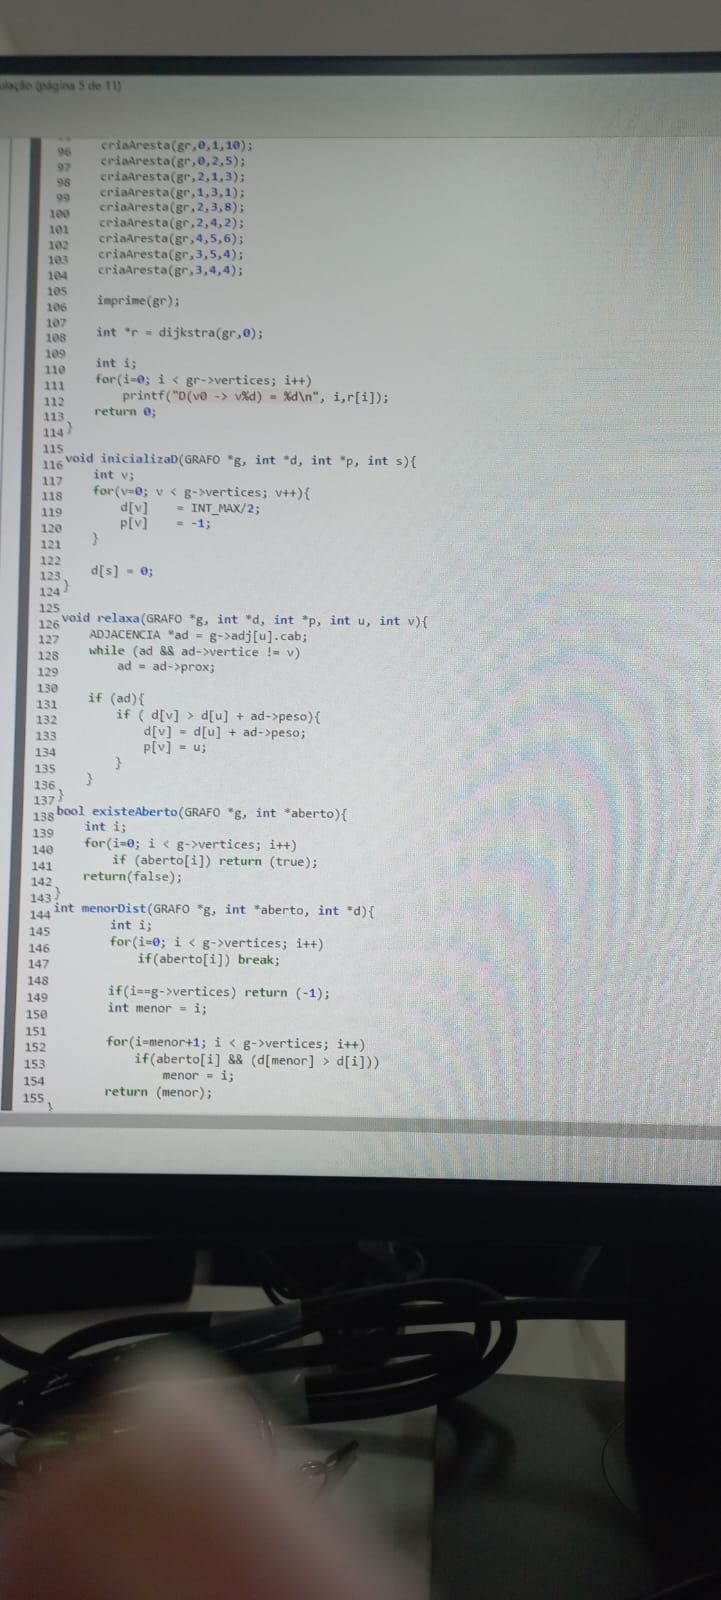 ulação (página 5 de 11)
96 criaAresta(gr,0,1,10);
97 criaAresta(gr,0,2,5);
98 criaAresta(gr,2,1,3);
99 criaAresta(gr,1,3,1);
100 criaAresta(gr,2,3,8);
101 criaAresta(gr,2,4,2);
102 criaAresta(gr,4,5,6);
103 criaAresta(gr,3,5,4);
104 criaAresta(gr,3,4,4);
105
106 imprime(gr);
107
108 int *r = dijkstra(gr,0);
109
110 int i;
111 for(i=0; i < gr->vertices; i++)
112 printf("D(v0 -> v%d) = %d\n", i,r[i]);
113 return 0;
114 }
115
116 void inicializaD(GRAFO *g, int *d, int *p, int s){
117 int v;
118 for(v=0; v < g->vertices; v++){
119 d[v] = INT_MAX/2;
120 p[v] = -1;
121 }
122
123 d[s] = 0;
124 }
125
126 void relaxa(GRAFO *g, int *d, int *p, int u, int v){
127 ADJACENCIA *ad = g->adj[u].cab;
128 while (ad && ad->vertice != v)
129 ad = ad->prox;
130
131 if (ad){
132 if ( d[v] > d[u] + ad->peso){
133 d[v] = d[u] + ad->peso;
134 p[v] = u;
135 }
136 }
137 }
138 bool existeAberto(GRAFO *g, int *aberto){
139 int i;
140 for(i=0; i < g->vertices; i++)
141 if (aberto[i]) return (true);
142 return(false);
143 }
144 int menorDist(GRAFO *g, int *aberto, int *d){
145 int i;
146 for(i=0; i < g->vertices; i++)
147 if(aberto[i]) break;
148
149 if(i==g->vertices) return (-1);
150 int menor = i;
151
152 for(i=menor+1; i < g->vertices; i++)
153 if(aberto[i] && (d[menor] > d[i]))
154 menor = i;
155 return (menor);
}